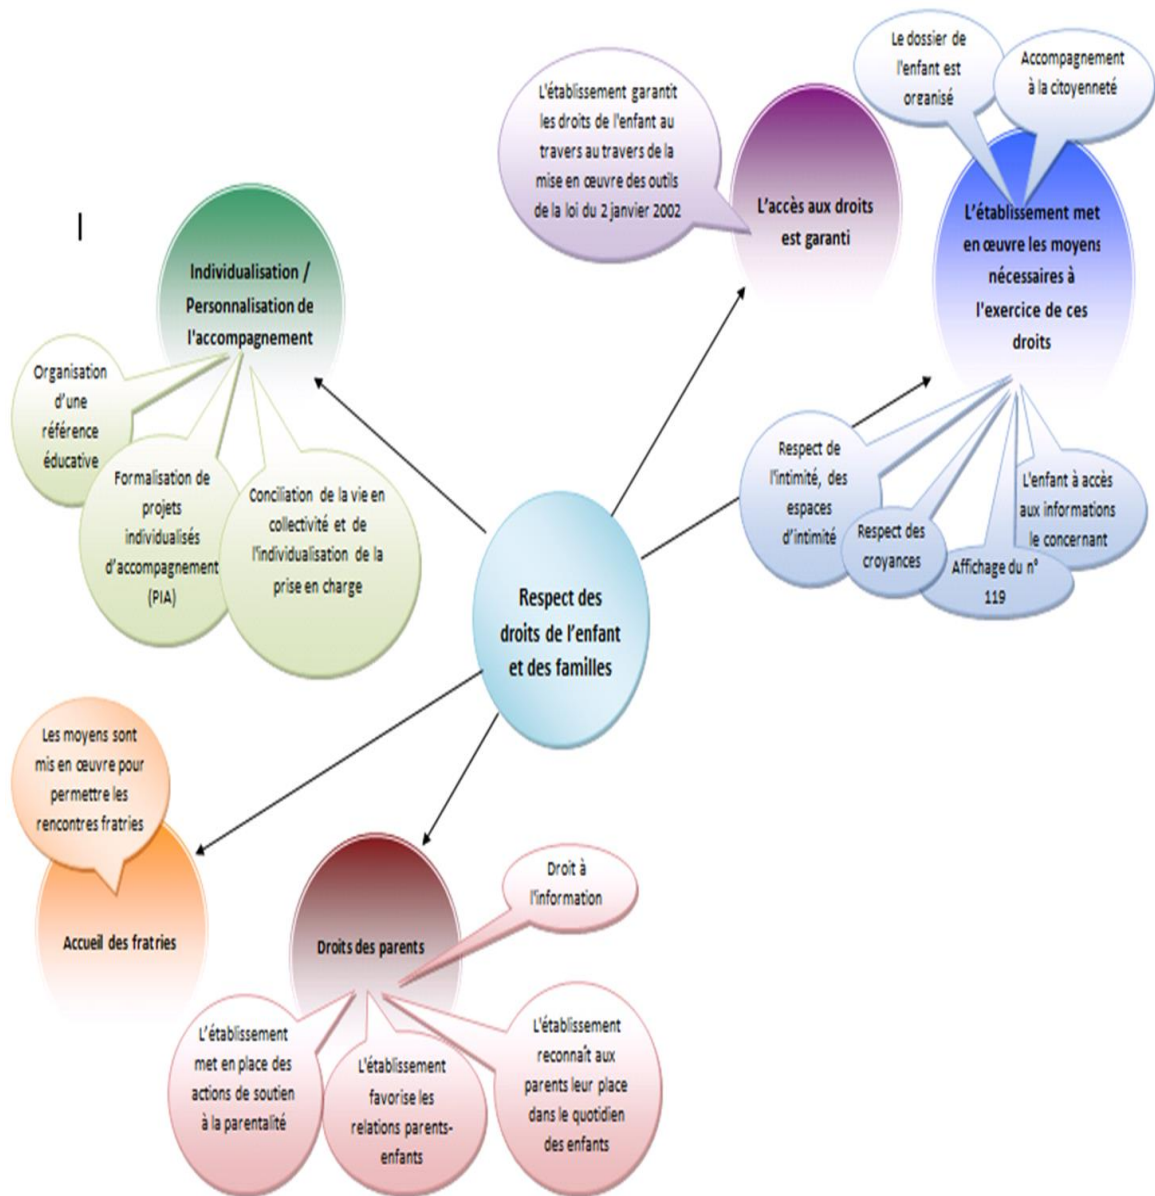 Le dossier de
l'enfant est
organisé
Accompagnement
à la citoyenneté
L'établissement garantit
les droits de l'enfant au
travers au travers de la
mise en œuvre des outils
de la loi du 2 janvier 2002
L'accès aux droits
est garanti
L'établissement met
en œuvre les moyens
nécessaires à
l'exercice de ces
droits
I
Individualisation /
Personnalisation de
l'accompagnement
Organisation
d'une
référence
éducative
Formalisation de
projets
individualisés
d'accompagnement
(PIA)
Conciliation de la vie en
collectivité et de
l'individualisation de la
prise en charge
Respect de
l'intimité, des
espaces
d'intimité
Respect des
croyances
Affichage du n°
119
L'enfant à accès
aux informations
le concernant
Respect des
droits de l'enfant
et des familles
Les moyens sont
mis en œuvre pour
permettre les
rencontres fratries
Accueil des fratries
Droits des parents
Droit à
l'information
L'établissement
met en place des
actions de soutien
à la parentalité
L'établissement
favorise les
relations parents-
enfants
L'établissement
reconnaît aux
parents leur place
dans le quotidien
des enfants